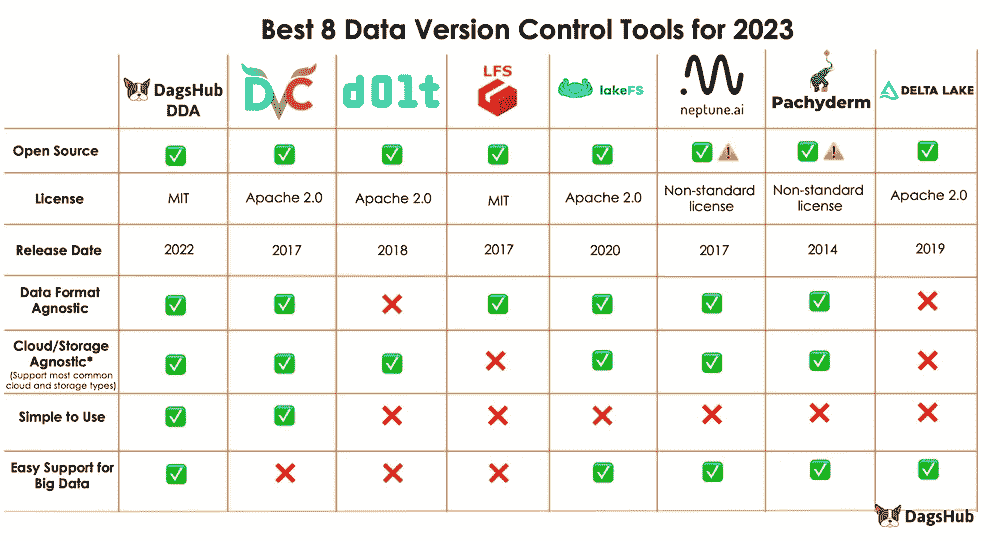 Best 8 Data Version Control Tools for 2023
DagsHub
DDA
DVC
dolt
LFS
lakeFS
neptune.ai
Pachyderm
DELTA LAKE
Open Source
License
MIT
Apache 2.0
Apache 2.0
MIT
Apache 2.0
Non-standard
license
Non-standard
license
Apache 2.0
Release Date
2022
2017
2018
2017
2020
2017
2014
2019
Data Format
Agnostic
Cloud/Storage
Agnostic*
(Support most common
cloud and storage types)
Simple to Use
Easy Support for
Big Data
DagsHub